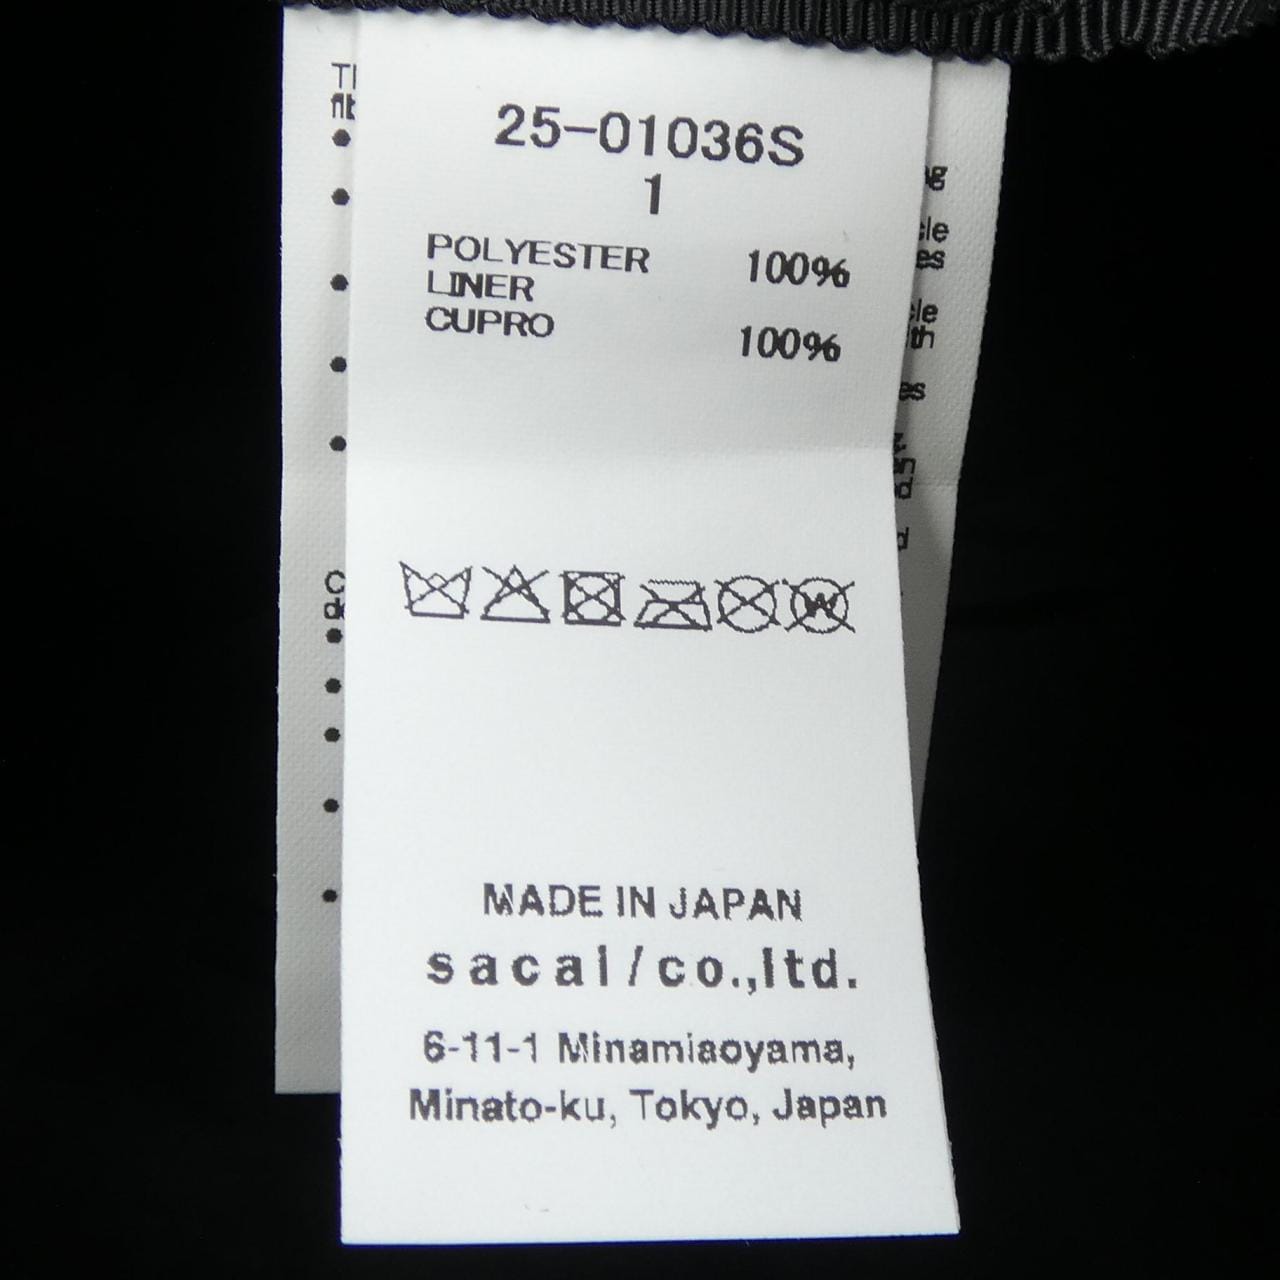 25-01036S
1
POLYESTER 100%
LINER
CUPRO 100%
W
MADE IN JAPAN
sacai/co.,ltd.
6-11-1 Minamiaoyama,
Minato-ku, Tokyo, Japan